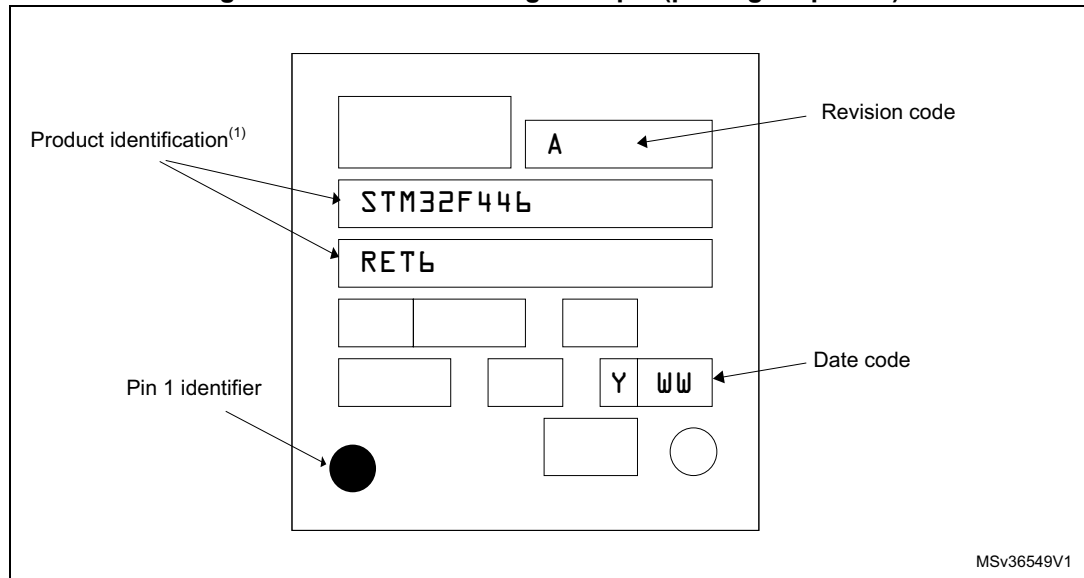 Revision code
A
Product identification(1)
STM32F446
RET6
Date code
Y WW
Pin 1 identifier
MSv36549V1